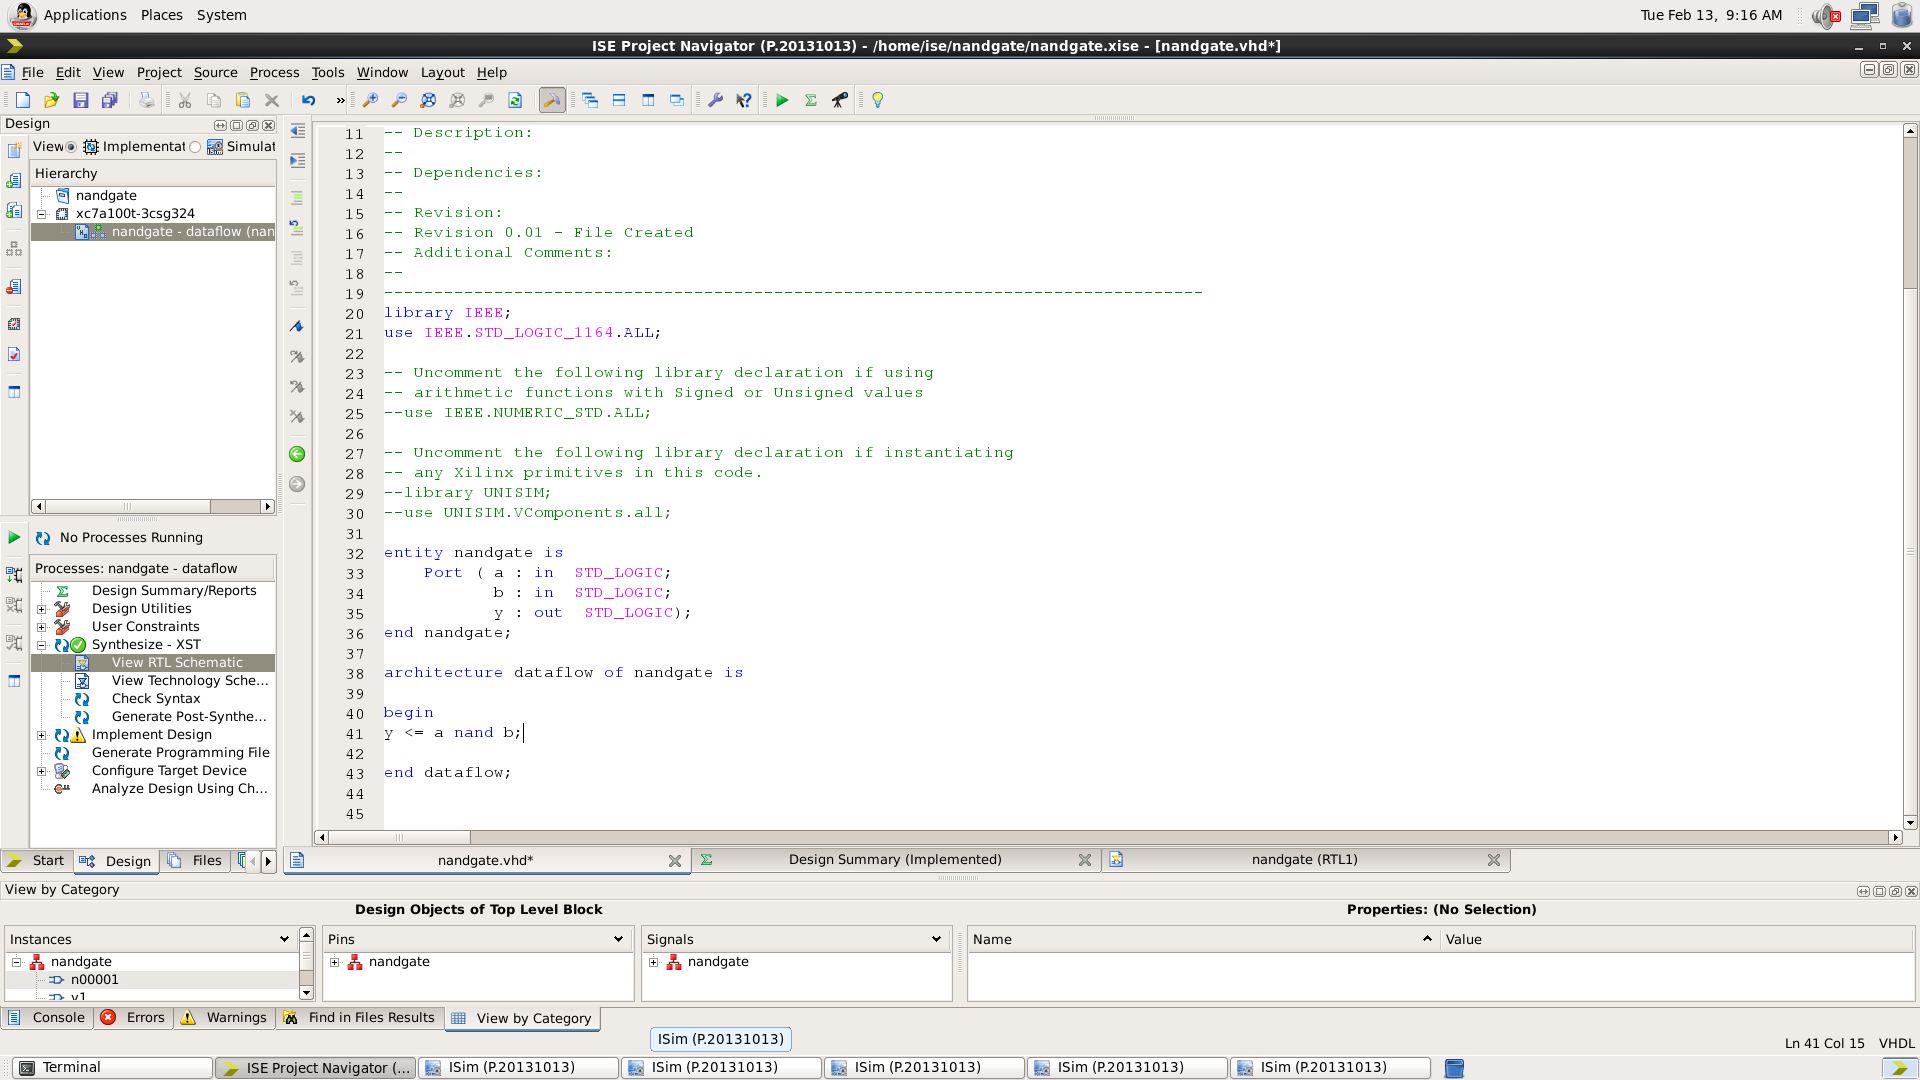 Applications Places System
Tue Feb 13, 9:16 AM
ISE Project Navigator (P.20131013) - /home/ise/nandgate/nandgate.xise - [nandgate.vhd*]
File Edit View Project Source Process Tools Window Layout Help
Design
View Implementat Simulat
Hierarchy
nandgate
xc7a100t-3csg324
nandgate - dataflow (nan
No Processes Running
Processes: nandgate - dataflow
Design Summary/Reports
Design Utilities
User Constraints
Synthesize - XST
View RTL Schematic
View Technology Sche...
Check Syntax
Generate Post-Synthe...
Implement Design
Generate Programming File
Configure Target Device
Analyze Design Using Ch...
Start Design Files
11 -- Description:
12 --
13 -- Dependencies:
14 --
15 -- Revision:
16 -- Revision 0.01 - File Created
17 -- Additional Comments:
18 --
19 ----------------------------------------------------------------------------------
20 library IEEE;
21 use IEEE.STD_LOGIC_1164.ALL;
22
23 -- Uncomment the following library declaration if using
24 -- arithmetic functions with Signed or Unsigned values
25 --use IEEE.NUMERIC_STD.ALL;
26
27 -- Uncomment the following library declaration if instantiating
28 -- any Xilinx primitives in this code.
29 --library UNISIM;
30 --use UNISIM.VComponents.all;
31
32 entity nandgate is
33 Port ( a : in STD_LOGIC;
34 b : in STD_LOGIC;
35 y : out STD_LOGIC);
36 end nandgate;
37
38 architecture dataflow of nandgate is
39
40 begin
41 y <= a nand b;
42
43 end dataflow;
44
45
nandgate.vhd* Design Summary (Implemented) nandgate (RTL1)
View by Category
Design Objects of Top Level Block
Properties: (No Selection)
Instances
nandgate
n00001
y1
Pins
nandgate
Signals
nandgate
Name Value
Console Errors Warnings Find in Files Results View by Category
ISim (P.20131013)
Ln 41 Col 15 VHDL
Terminal ISE Project Navigator (... ISim (P.20131013) ISim (P.20131013) ISim (P.20131013) ISim (P.20131013) ISim (P.20131013)